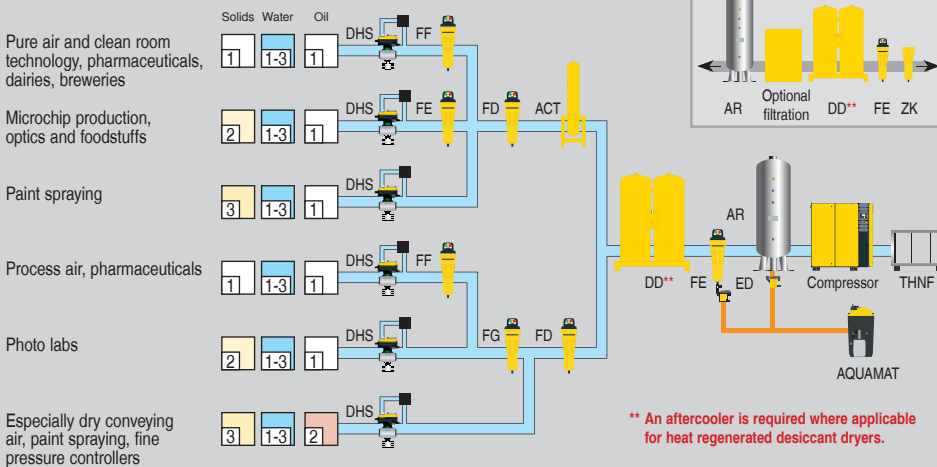 Solids Water Oil
Pure air and clean room
technology, pharmaceuticals,
dairies, breweries
1 1-3 1
DHS FF
Microchip production,
optics and foodstuffs
2 1-3 1
DHS FE FD ACT
Paint spraying
3 1-3 1
DHS
Process air, pharmaceuticals
1 1-3 1
DHS FF
Photo labs
2 1-3 1
DHS FG FD
Especially dry conveying
air, paint spraying, fine
pressure controllers
3 1-3 2
DHS
AR Optional
filtration DD** FE ZK
AR
DD** FE ED Compressor THNF
AQUAMAT
** An aftercooler is required where applicable
for heat regenerated desiccant dryers.